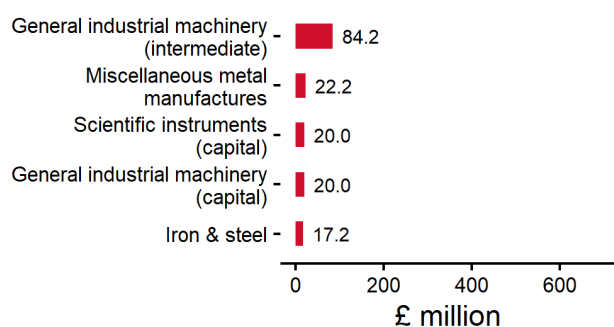 General industrial machinery
(intermediate)
84.2
Miscellaneous metal
manufactures
22.2
Scientific instruments
(capital)
20.0
General industrial machinery
(capital)
20.0
Iron & steel
17.2
0 200 400 600
£ million